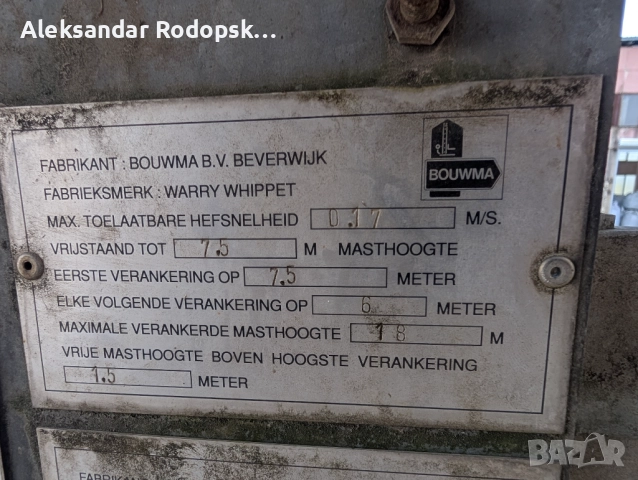 Aleksandar Rodopsk...
BOUWMA
FABRIKANT : BOUWMA B.V. BEVERWIJK
FABRIEKSMERK : WARRY WHIPPET
MAX. TOELAATBARE HEFSNELHEID 0.17 M/S.
VRIJSTAAND TOT 7.5 M MASTHOOGTE
EERSTE VERANKERING OP 7.5 METER
ELKE VOLGENDE VERANKERING OP 6 METER
MAXIMALE VERANKERDE MASTHOOGTE 18 M
VRIJE MASTHOOGTE BOVEN HOOGSTE VERANKERING
1.5 METER
BAZAR